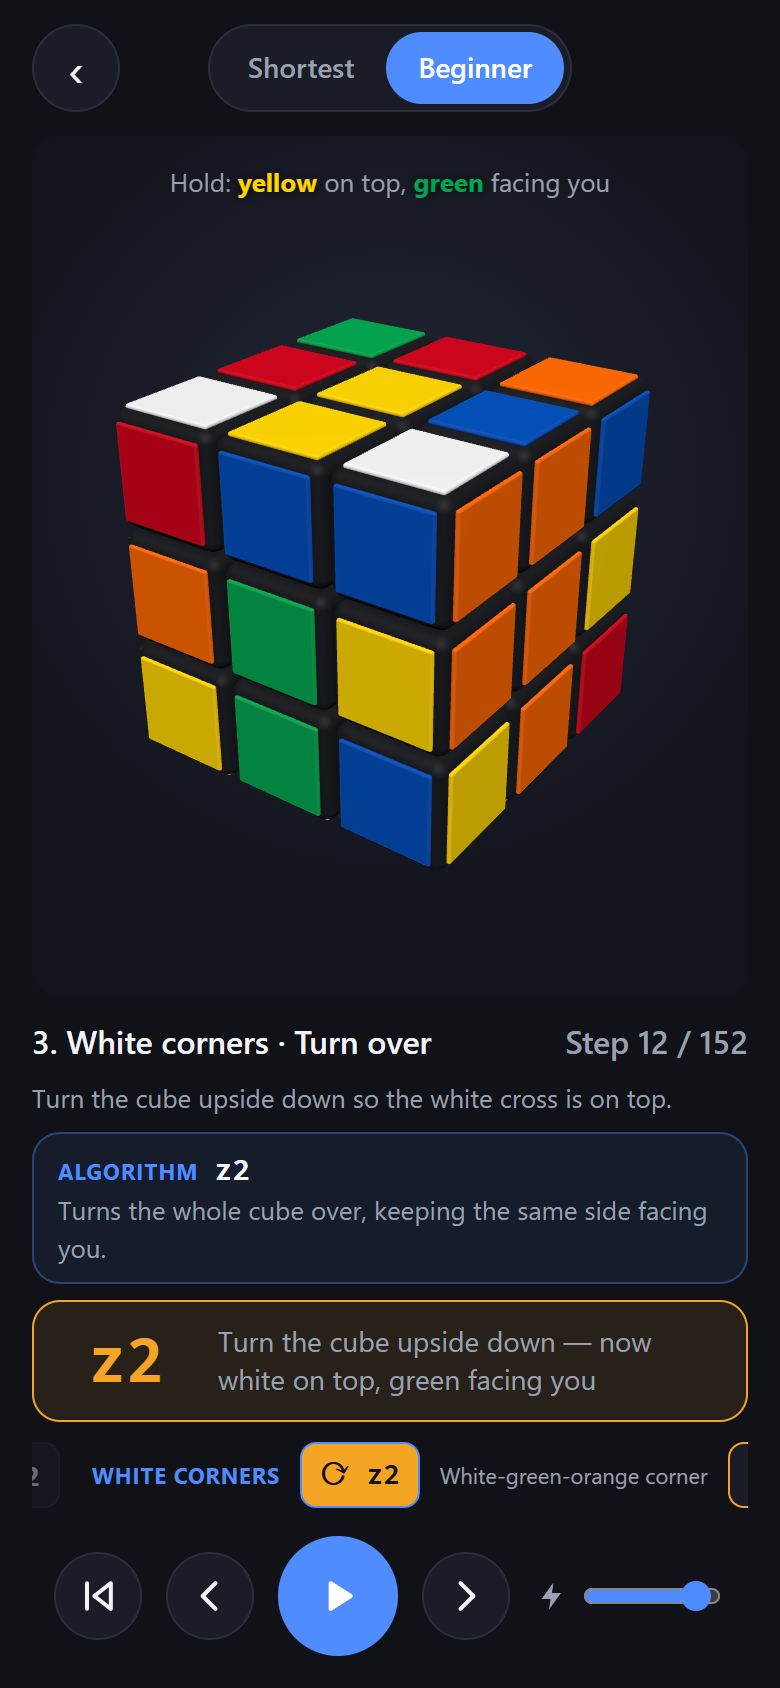 Shortest
Beginner
Hold: yellow on top, green facing you
3. White corners · Turn over
Step 12 / 152
Turn the cube upside down so the white cross is on top.
ALGORITHM z2
Turns the whole cube over, keeping the same side facing
you.
z2
Turn the cube upside down — now
white on top, green facing you
2
WHITE CORNERS
z2
White-green-orange corner